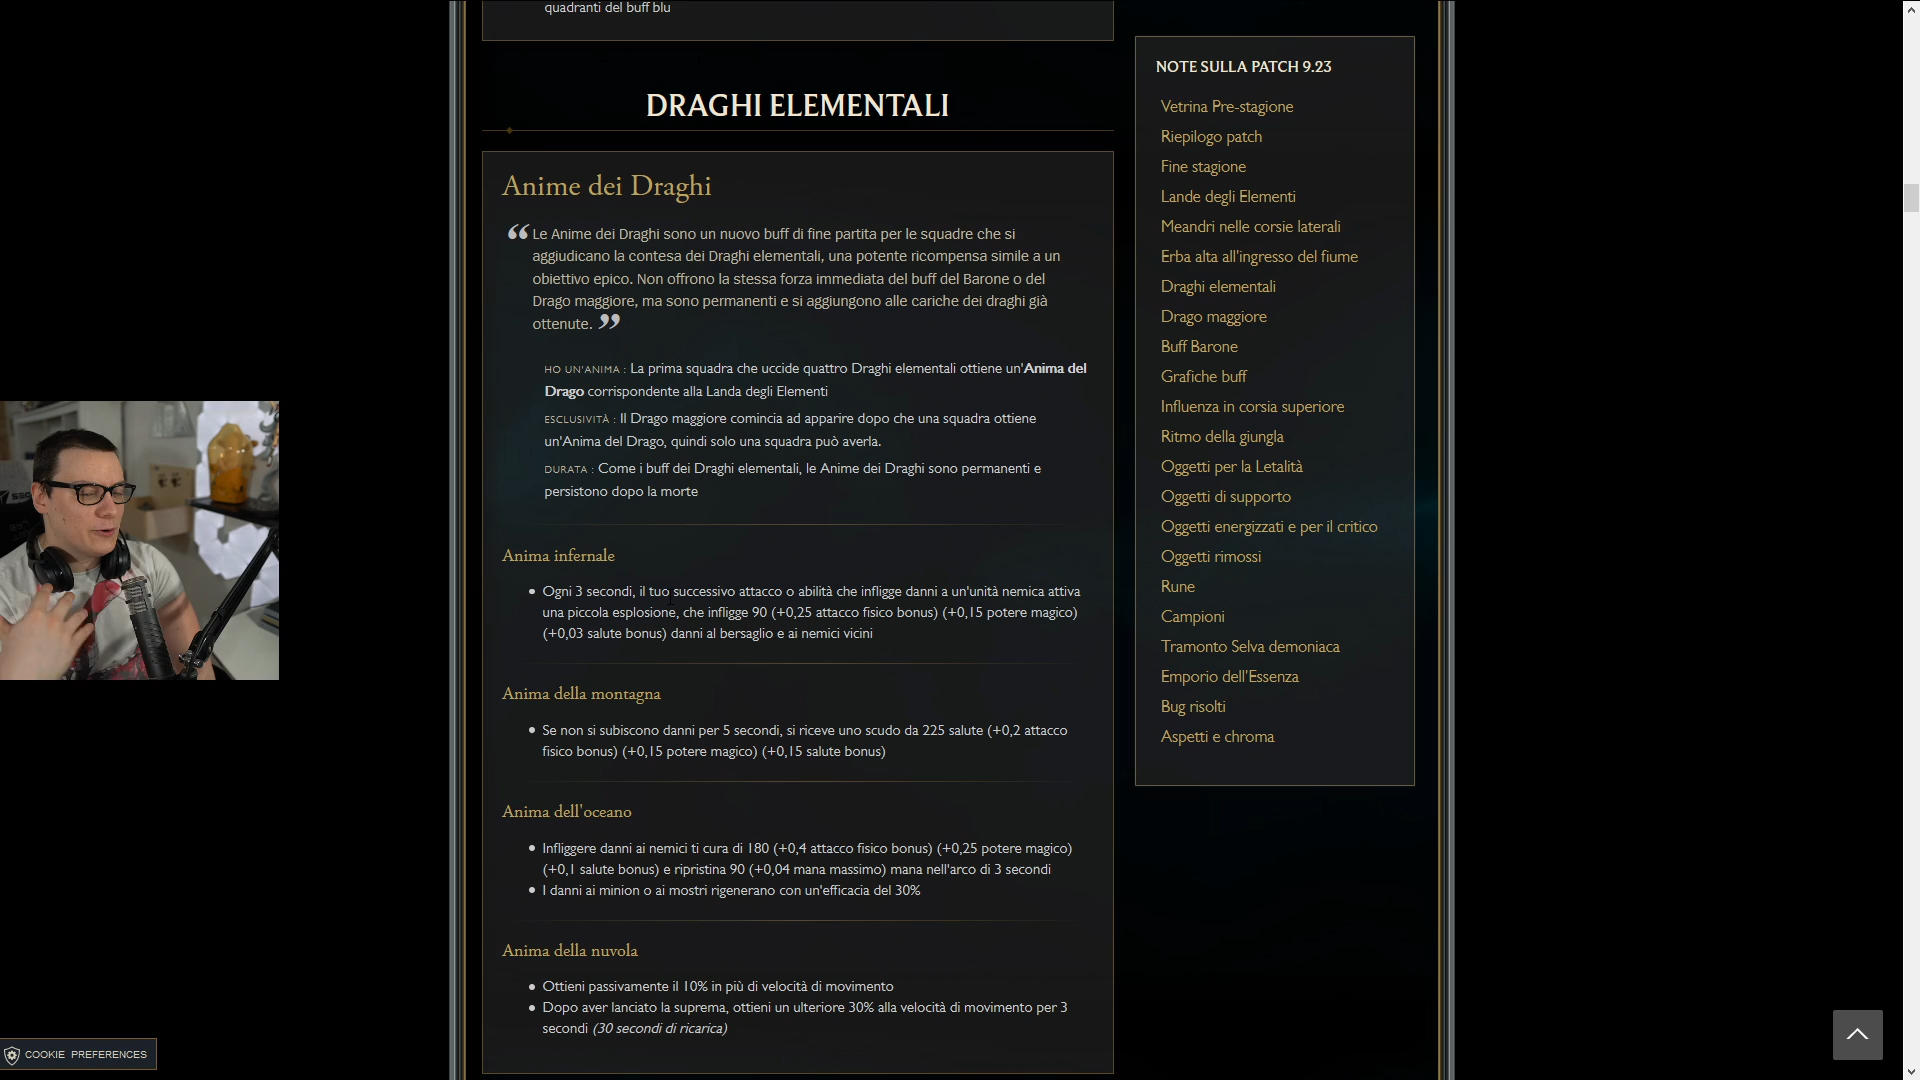 quadranti del buff blu
DRAGHI ELEMENTALI
Anime dei Draghi
“ Le Anime dei Draghi sono un nuovo buff di fine partita per le squadre che si
aggiudicano la contesa dei Draghi elementali, una potente ricompensa simile a un
obiettivo epico. Non offrono la stessa forza immediata del buff del Barone o del
Drago maggiore, ma sono permanenti e si aggiungono alle cariche dei draghi già
ottenute. ”
HO UN'ANIMA : La prima squadra che uccide quattro Draghi elementali ottiene un'Anima del
Drago corrispondente alla Landa degli Elementi
ESCLUSIVITÀ : Il Drago maggiore comincia ad apparire dopo che una squadra ottiene
un'Anima del Drago, quindi solo una squadra può averla.
DURATA : Come i buff dei Draghi elementali, le Anime dei Draghi sono permanenti e
persistono dopo la morte
Anima infernale
• Ogni 3 secondi, il tuo successivo attacco o abilità che infligge danni a un'unità nemica attiva
una piccola esplosione, che infligge 90 (+0,25 attacco fisico bonus) (+0,15 potere magico)
(+0,03 salute bonus) danni al bersaglio e ai nemici vicini
Anima della montagna
• Se non si subiscono danni per 5 secondi, si riceve uno scudo da 225 salute (+0,2 attacco
fisico bonus) (+0,15 potere magico) (+0,15 salute bonus)
Anima dell'oceano
• Infliggere danni ai nemici ti cura di 180 (+0,4 attacco fisico bonus) (+0,25 potere magico)
(+0,1 salute bonus) e ripristina 90 (+0,04 mana massimo) mana nell'arco di 3 secondi
• I danni ai minion o ai mostri rigenerano con un'efficacia del 30%
Anima della nuvola
• Ottieni passivamente il 10% in più di velocità di movimento
• Dopo aver lanciato la suprema, ottieni un ulteriore 30% alla velocità di movimento per 3
secondi (30 secondi di ricarica)
NOTE SULLA PATCH 9.23
Vetrina Pre-stagione
Riepilogo patch
Fine stagione
Lande degli Elementi
Meandri nelle corsie laterali
Erba alta all'ingresso del fiume
Draghi elementali
Drago maggiore
Buff Barone
Grafiche buff
Influenza in corsia superiore
Ritmo della giungla
Oggetti per la Letalità
Oggetti di supporto
Oggetti energizzati e per il critico
Oggetti rimossi
Rune
Campioni
Tramonto Selva demoniaca
Emporio dell'Essenza
Bug risolti
Aspetti e chroma
COOKIE PREFERENCES